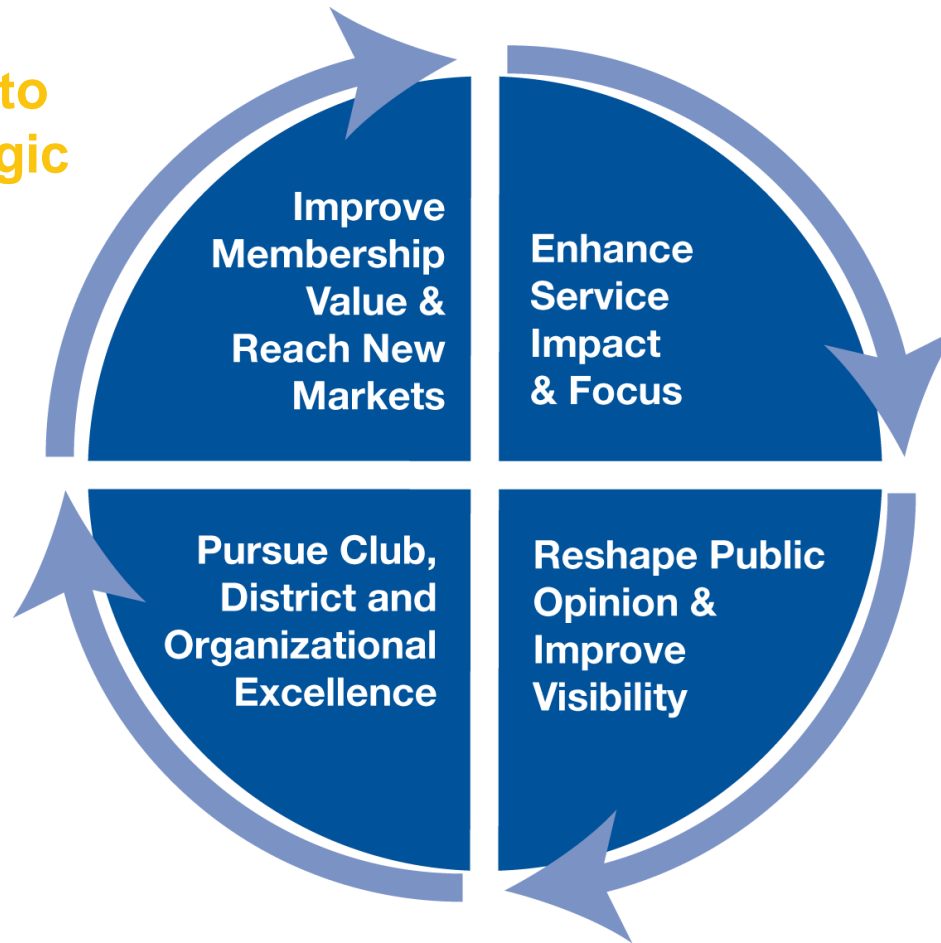 to
gic
Improve
Membership
Value &
Reach New
Markets
Enhance
Service
Impact
& Focus
Pursue Club,
District and
Organizational
Excellence
Reshape Public
Opinion &
Improve
Visibility